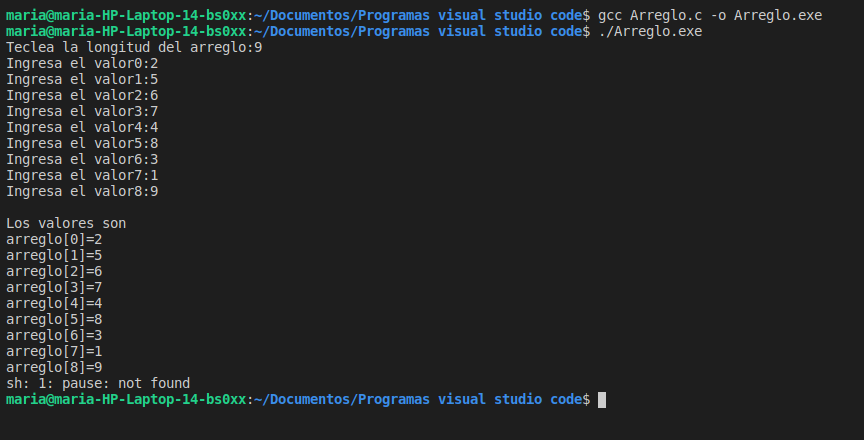 maria@maria-HP-Laptop-14-bs0xx:~/Documentos/Programas visual studio code$ gcc Arreglo.c -o Arreglo.exe
maria@maria-HP-Laptop-14-bs0xx:~/Documentos/Programas visual studio code$ ./Arreglo.exe
Teclea la longitud del arreglo:9
Ingresa el valor0:2
Ingresa el valor1:5
Ingresa el valor2:6
Ingresa el valor3:7
Ingresa el valor4:4
Ingresa el valor5:8
Ingresa el valor6:3
Ingresa el valor7:1
Ingresa el valor8:9
Los valores son
arreglo[0]=2
arreglo[1]=5
arreglo[2]=6
arreglo[3]=7
arreglo[4]=4
arreglo[5]=8
arreglo[6]=3
arreglo[7]=1
arreglo[8]=9
sh: 1: pause: not found
maria@maria-HP-Laptop-14-bs0xx:~/Documentos/Programas visual studio code$